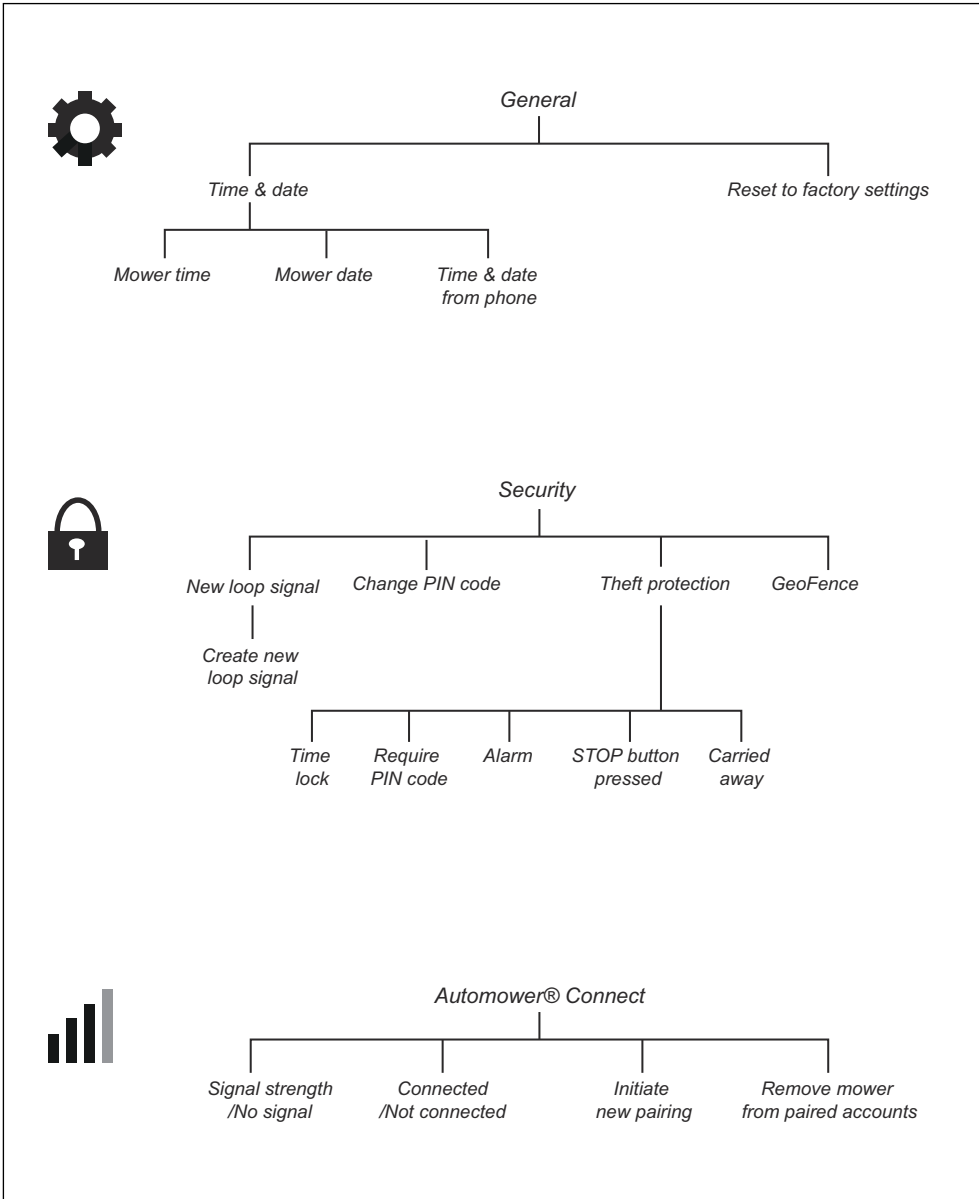 General
Time & date
Reset to factory settings
Mower time
Mower date
Time & date
from phone
Security
New loop signal
Change PIN code
Theft protection
GeoFence
Create new
loop signal
Time
lock
Require
PIN code
Alarm
STOP button
pressed
Carried
away
Automower® Connect
Signal strength
/No signal
Connected
/Not connected
Initiate
new pairing
Remove mower
from paired accounts